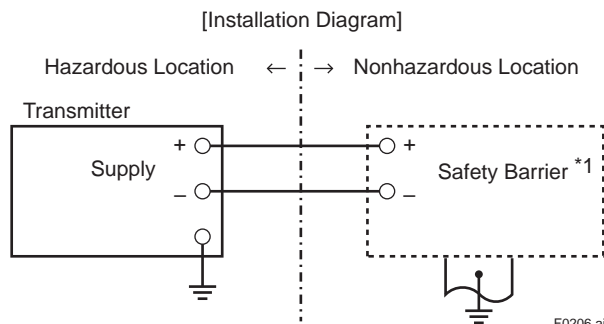 [Installation Diagram]
Hazardous Location ← → Nonhazardous Location
Transmitter
+ +
Supply Safety Barrier *1
– –
F0206.ai